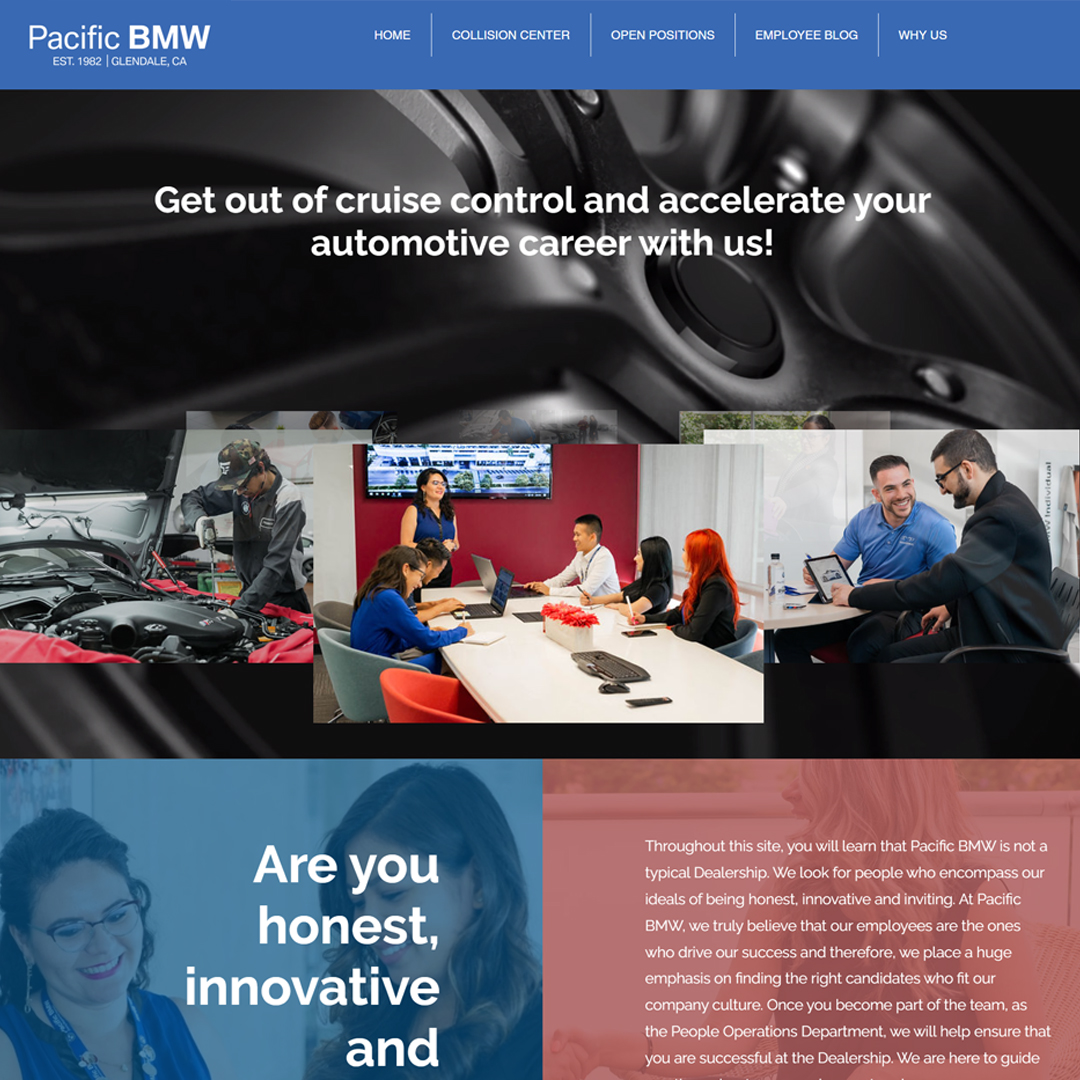 Pacific BMW
EST. 1982 | GLENDALE, CA
HOME
COLLISION CENTER
OPEN POSITIONS
EMPLOYEE BLOG
WHY US
Get out of cruise control and accelerate your
automotive career with us!
Individual
Are you
honest,
innovative
and
Throughout this site, you will learn that Pacific BMW is not a
typical Dealership. We look for people who encompass our
ideals of being honest, innovative and inviting. At Pacific
BMW, we truly believe that our employees are the ones
who drive our success and therefore, we place a huge
emphasis on finding the right candidates who fit our
company culture. Once you become part of the team, as
the People Operations Department, we will help ensure that
you are successful at the Dealership. We are here to guide